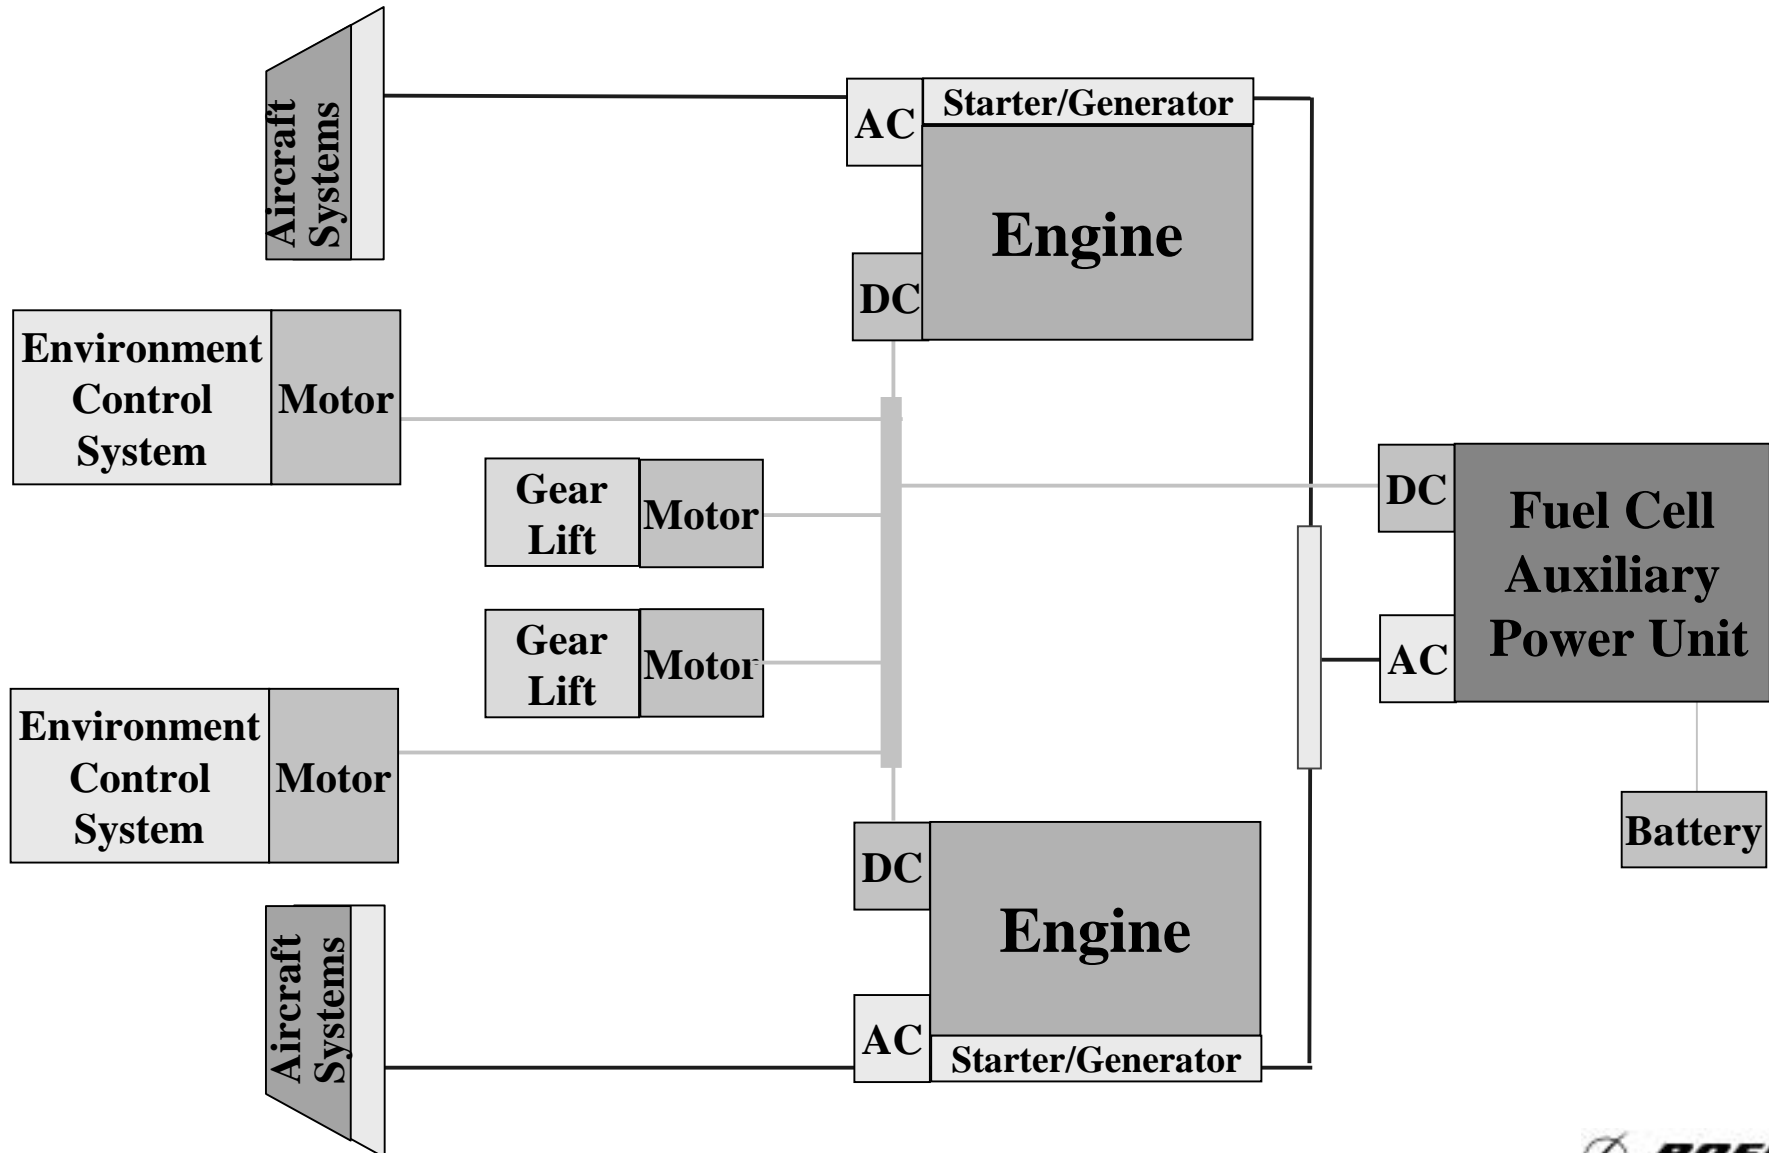 Aircraft
Systems
AC
Starter/Generator
Engine
DC
Environment
Control
System
Motor
Gear
Lift
Motor
DC
Fuel Cell
Auxiliary
Power Unit
Gear
Lift
Motor
AC
Environment
Control
System
Motor
Battery
DC
Engine
Aircraft
Systems
AC
Starter/Generator